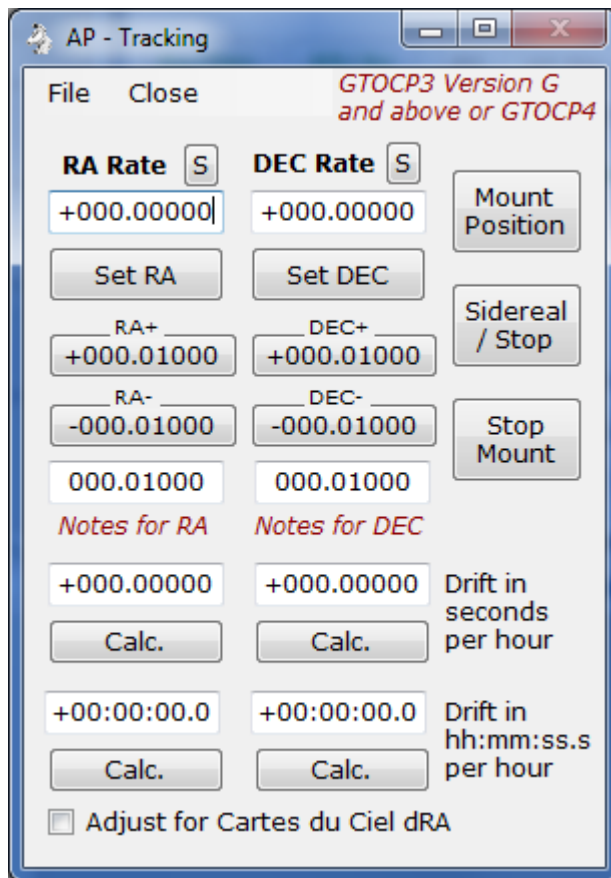 AP - Tracking
File Close
GTOCP3 Version G
and above or GTOCP4
RA Rate S DEC Rate S
+000.00000 +000.00000
Mount
Position
Set RA Set DEC
Sidereal
/ Stop
RA+ DEC+
+000.01000 +000.01000
RA- DEC-
-000.01000 -000.01000
Stop
Mount
000.01000 000.01000
Notes for RA Notes for DEC
+000.00000 +000.00000
Drift in
seconds
per hour
Calc. Calc.
+00:00:00.0 +00:00:00.0
Drift in
hh:mm:ss.s
per hour
Calc. Calc.
Adjust for Cartes du Ciel dRA